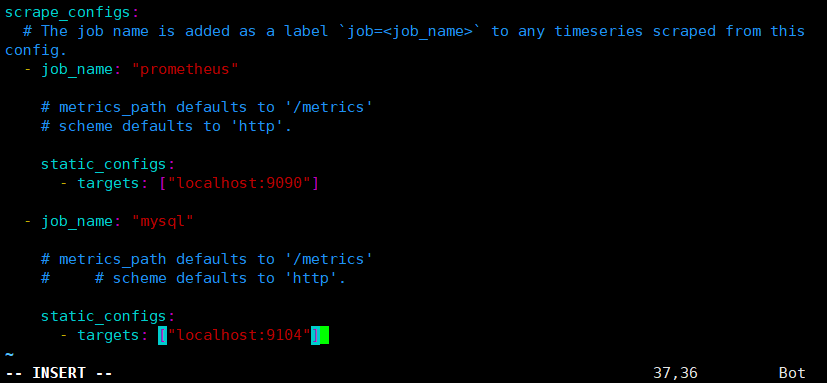 scrape_configs:
  # The job name is added as a label `job=<job_name>` to any timeseries scraped from this
config.
  - job_name: "prometheus"
    # metrics_path defaults to '/metrics'
    # scheme defaults to 'http'.
    static_configs:
      - targets: ["localhost:9090"]
  - job_name: "mysql"
    # metrics_path defaults to '/metrics'
    #     # scheme defaults to 'http'.
    static_configs:
      - targets: ["localhost:9104"]
~
-- INSERT --                                                            37,36         Bot